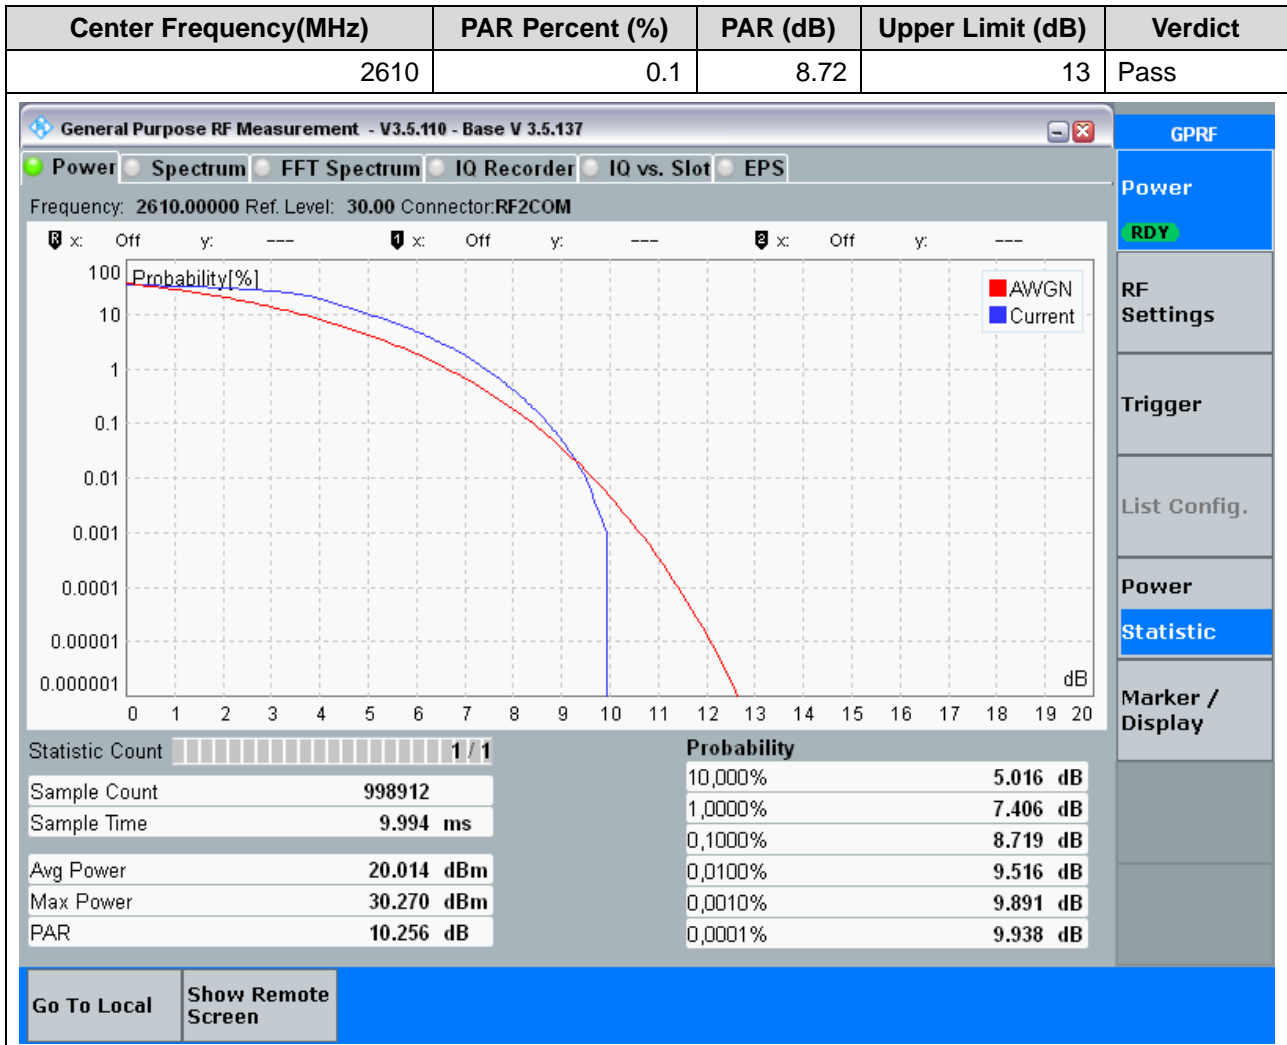 Center Frequency(MHz) PAR Percent (%) PAR (dB) Upper Limit (dB) Verdict
2610 0.1 8.72 13 Pass
General Purpose RF Measurement - V3.5.110 - Base V 3.5.137
GPRF
Power Spectrum FFT Spectrum IQ Recorder IQ vs. Slot EPS
Power
RDY
Frequency: 2610.00000 Ref. Level: 30.00 Connector:RF2COM
R x: Off y: --- 1 x: Off y: --- 2 x: Off y: ---
Probability[%]
AWGN
Current
100
10
1
0.1
0.01
0.001
0.0001
0.00001
0.000001
dB
0 1 2 3 4 5 6 7 8 9 10 11 12 13 14 15 16 17 18 19 20
RF
Settings
Trigger
List Config.
Power
Statistic
Marker /
Display
Statistic Count 1 / 1
Sample Count 998912
Sample Time 9.994 ms
Avg Power 20.014 dBm
Max Power 30.270 dBm
PAR 10.256 dB
Probability
10,000% 5.016 dB
1,0000% 7.406 dB
0,1000% 8.719 dB
0,0100% 9.516 dB
0,0010% 9.891 dB
0,0001% 9.938 dB
Go To Local
Show Remote
Screen